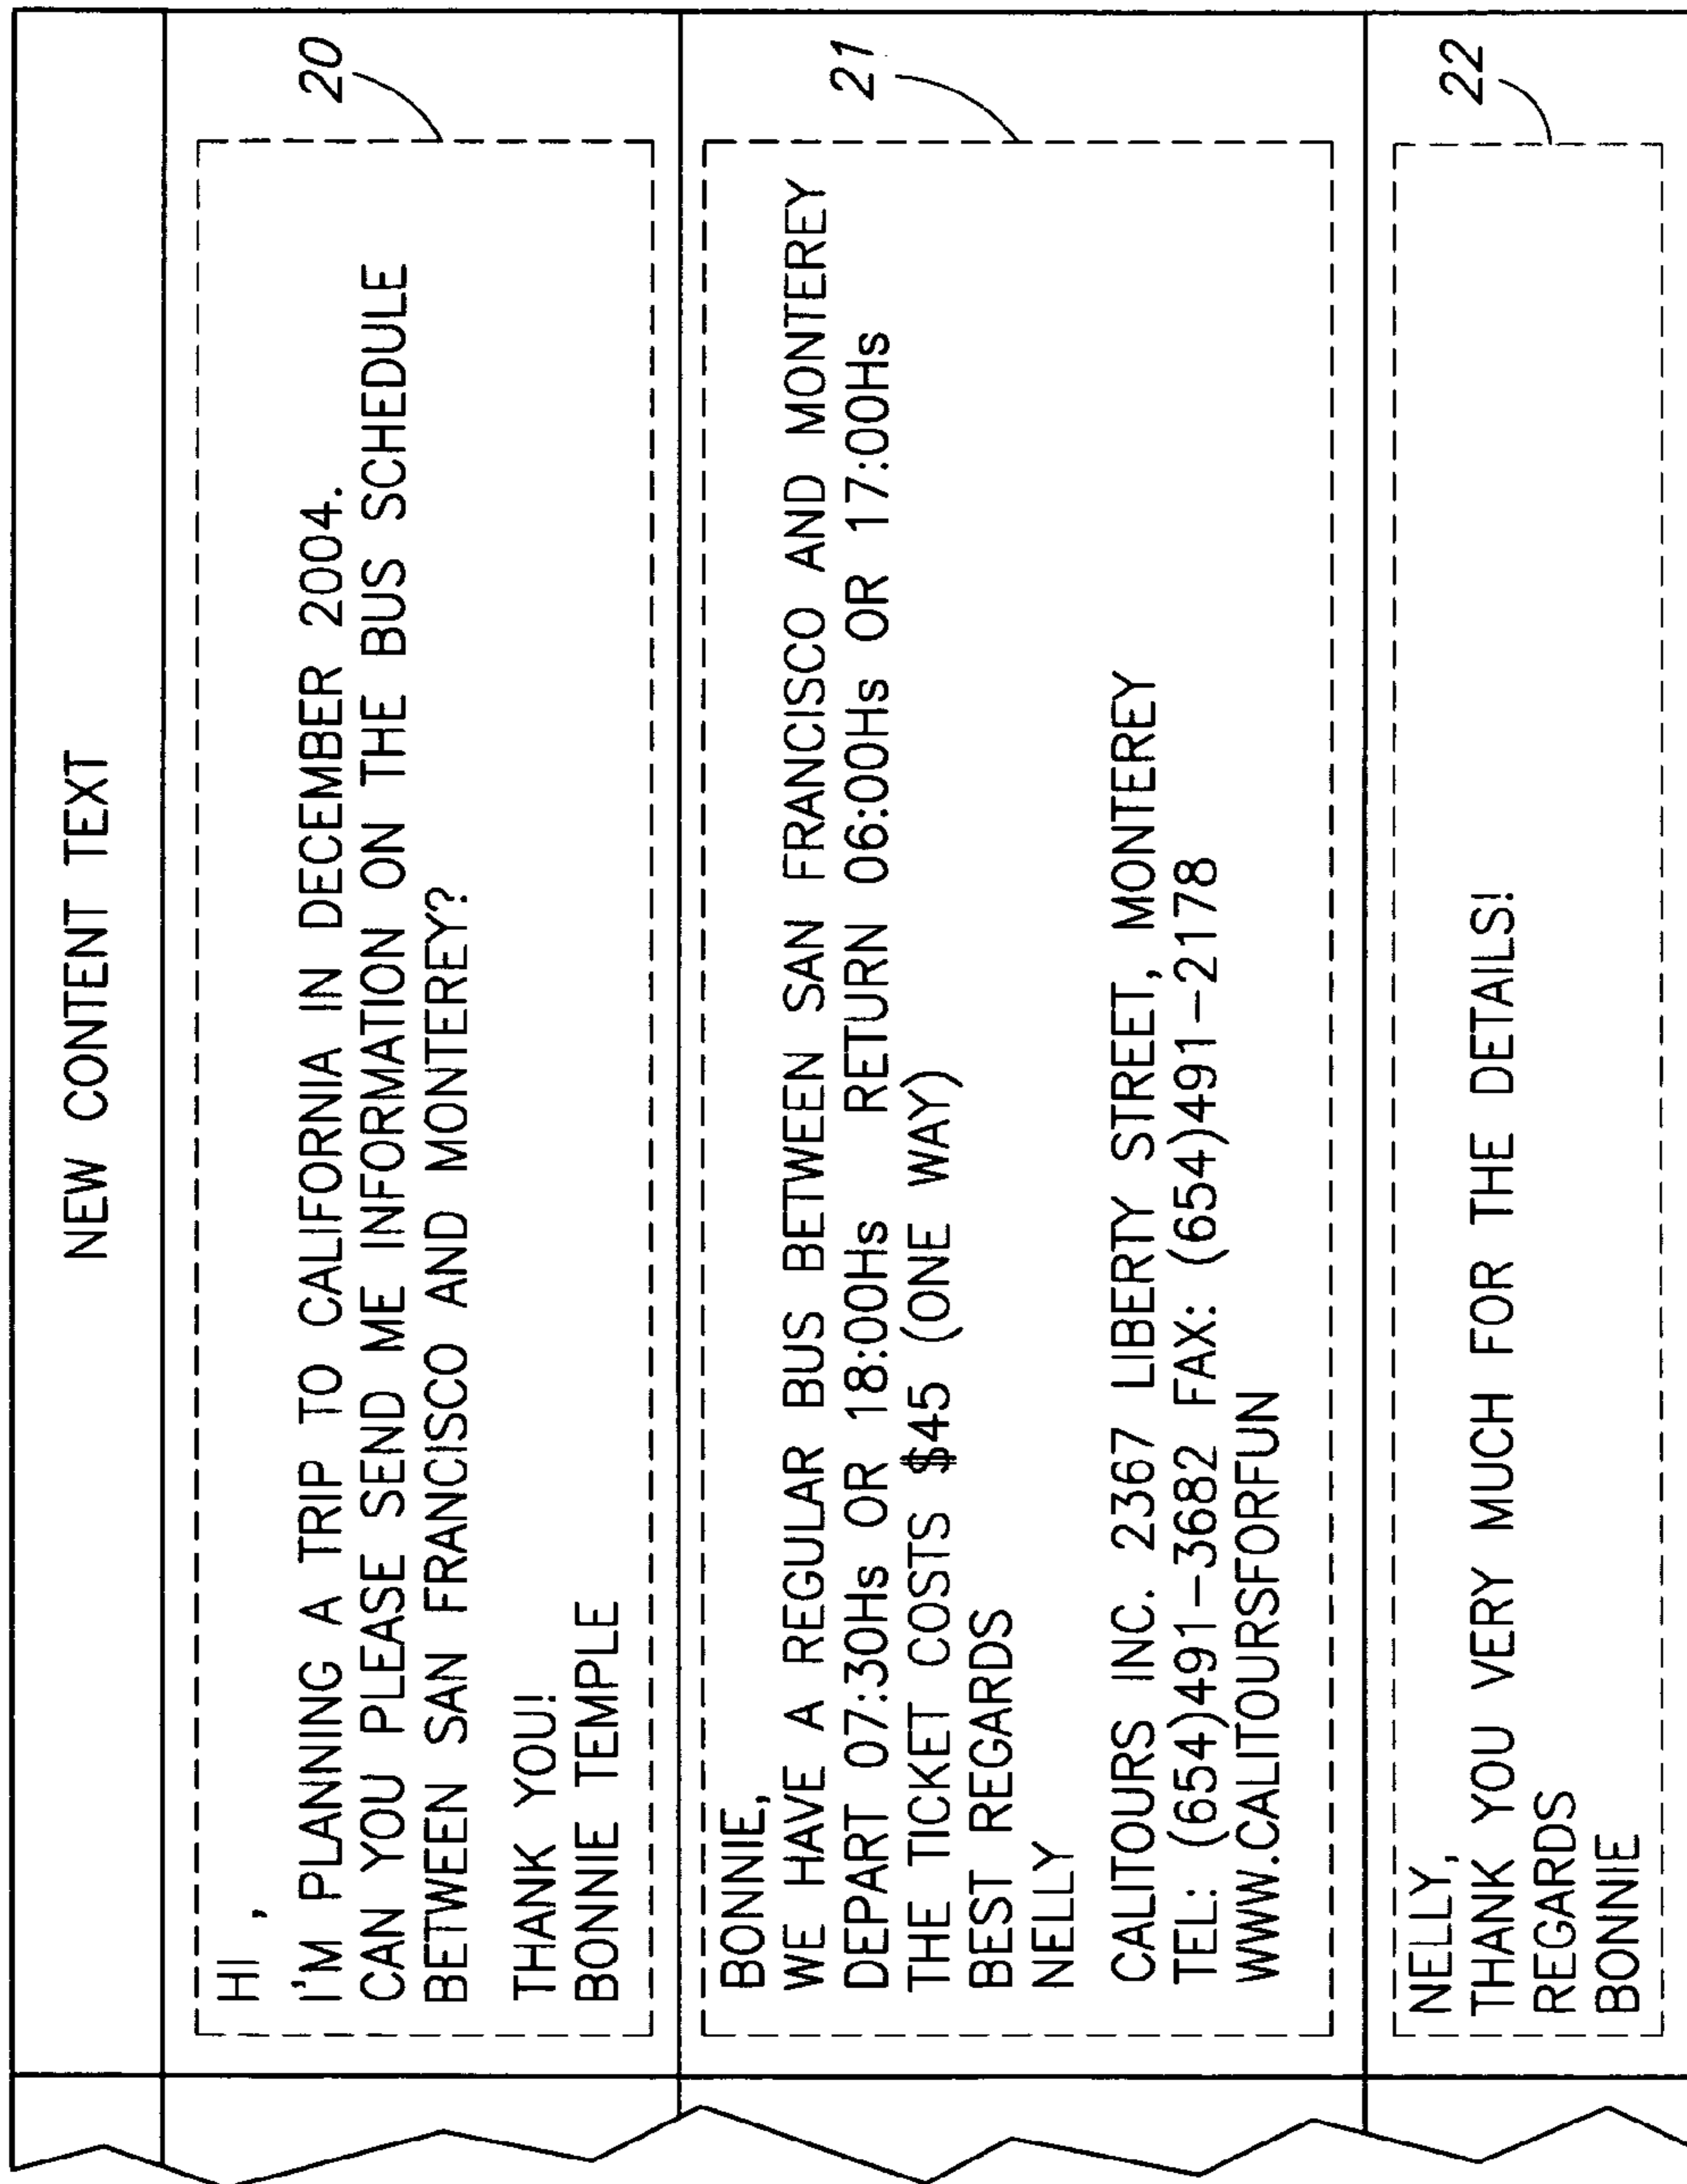 NEW CONTENT TEXT
20
HI ,
I'M PLANNING A TRIP TO CALIFORNIA IN DECEMBER 2004.
CAN YOU PLEASE SEND ME INFORMATION ON THE BUS SCHEDULE
BETWEEN SAN FRANCISCO AND MONTEREY?
THANK YOU!
BONNIE TEMPLE
21
BONNIE,
WE HAVE A REGULAR BUS BETWEEN SAN FRANCISCO AND MONTEREY
DEPART 07:30Hs OR 18:00Hs RETURN 06:00Hs OR 17:00Hs
THE TICKET COSTS $45 (ONE WAY)
BEST REGARDS
NELLY
CALITOURS INC. 2367 LIBERTY STREET, MONTEREY
TEL: (654)491-3682 FAX: (654)491-2178
WWW.CALITOURSFORFUN
22
NELLY,
THANK YOU VERY MUCH FOR THE DETAILS!
REGARDS
BONNIE